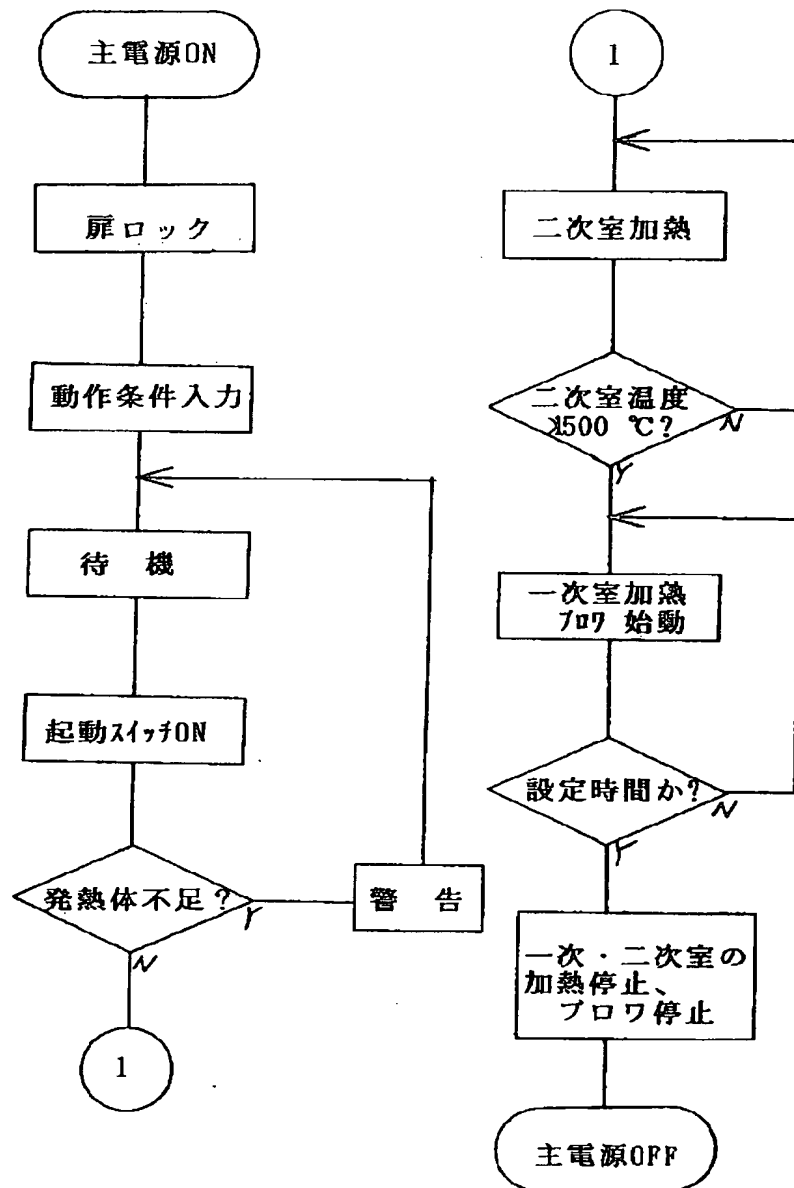 主電源ON
扉ロック
動作条件入力
待 機
起動スイッチON
発熱体不足?
Y
警 告
N
1
1
二次室加熱
二次室温度
>1500 ℃?
N
Y
一次室加熱
ブロワ 始動
設定時間か?
N
Y
一次・二次室の
加熱停止、
ブロワ停止
主電源OFF